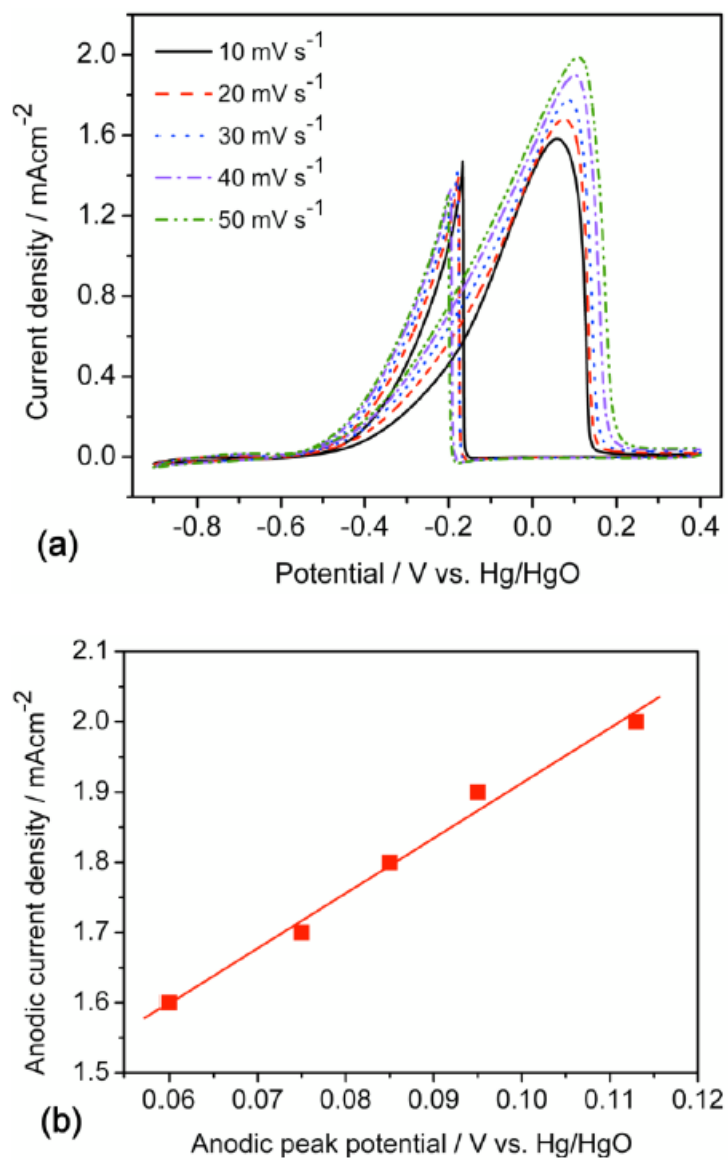 10 mV s⁻¹
20 mV s⁻¹
30 mV s⁻¹
40 mV s⁻¹
50 mV s⁻¹
Current density / mAcm⁻²
2.0
1.6
1.2
0.8
0.4
0.0
-0.8 -0.6 -0.4 -0.2 0.0 0.2 0.4
(a)
Potential / V vs. Hg/HgO
Anodic current density / mAcm⁻²
2.1
2.0
1.9
1.8
1.7
1.6
1.5
0.06 0.07 0.08 0.09 0.10 0.11 0.12
(b)
Anodic peak potential / V vs. Hg/HgO